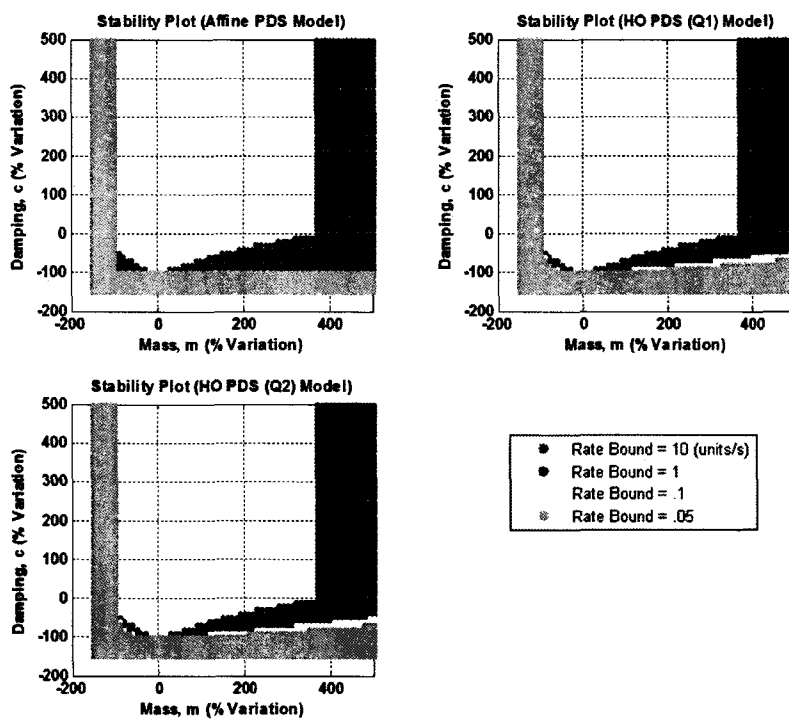 Stability Plot (Affine PDS Model)
500
400
300
200
100
0
-100
-200
Damping, c (% Variation)
-200
0
200
400
Mass, m (% Variation)
Stability Plot (HO PDS (Q1) Model)
500
400
300
200
100
0
-100
-200
Damping, c (% Variation)
-200
0
200
400
Mass, m (% Variation)
Stability Plot (HO PDS (Q2) Model)
500
400
300
200
100
0
-100
-200
Damping, c (% Variation)
-200
0
200
400
Mass, m (% Variation)
Rate Bound = 10 (units/s)
Rate Bound = 1
Rate Bound = .1
Rate Bound = .05